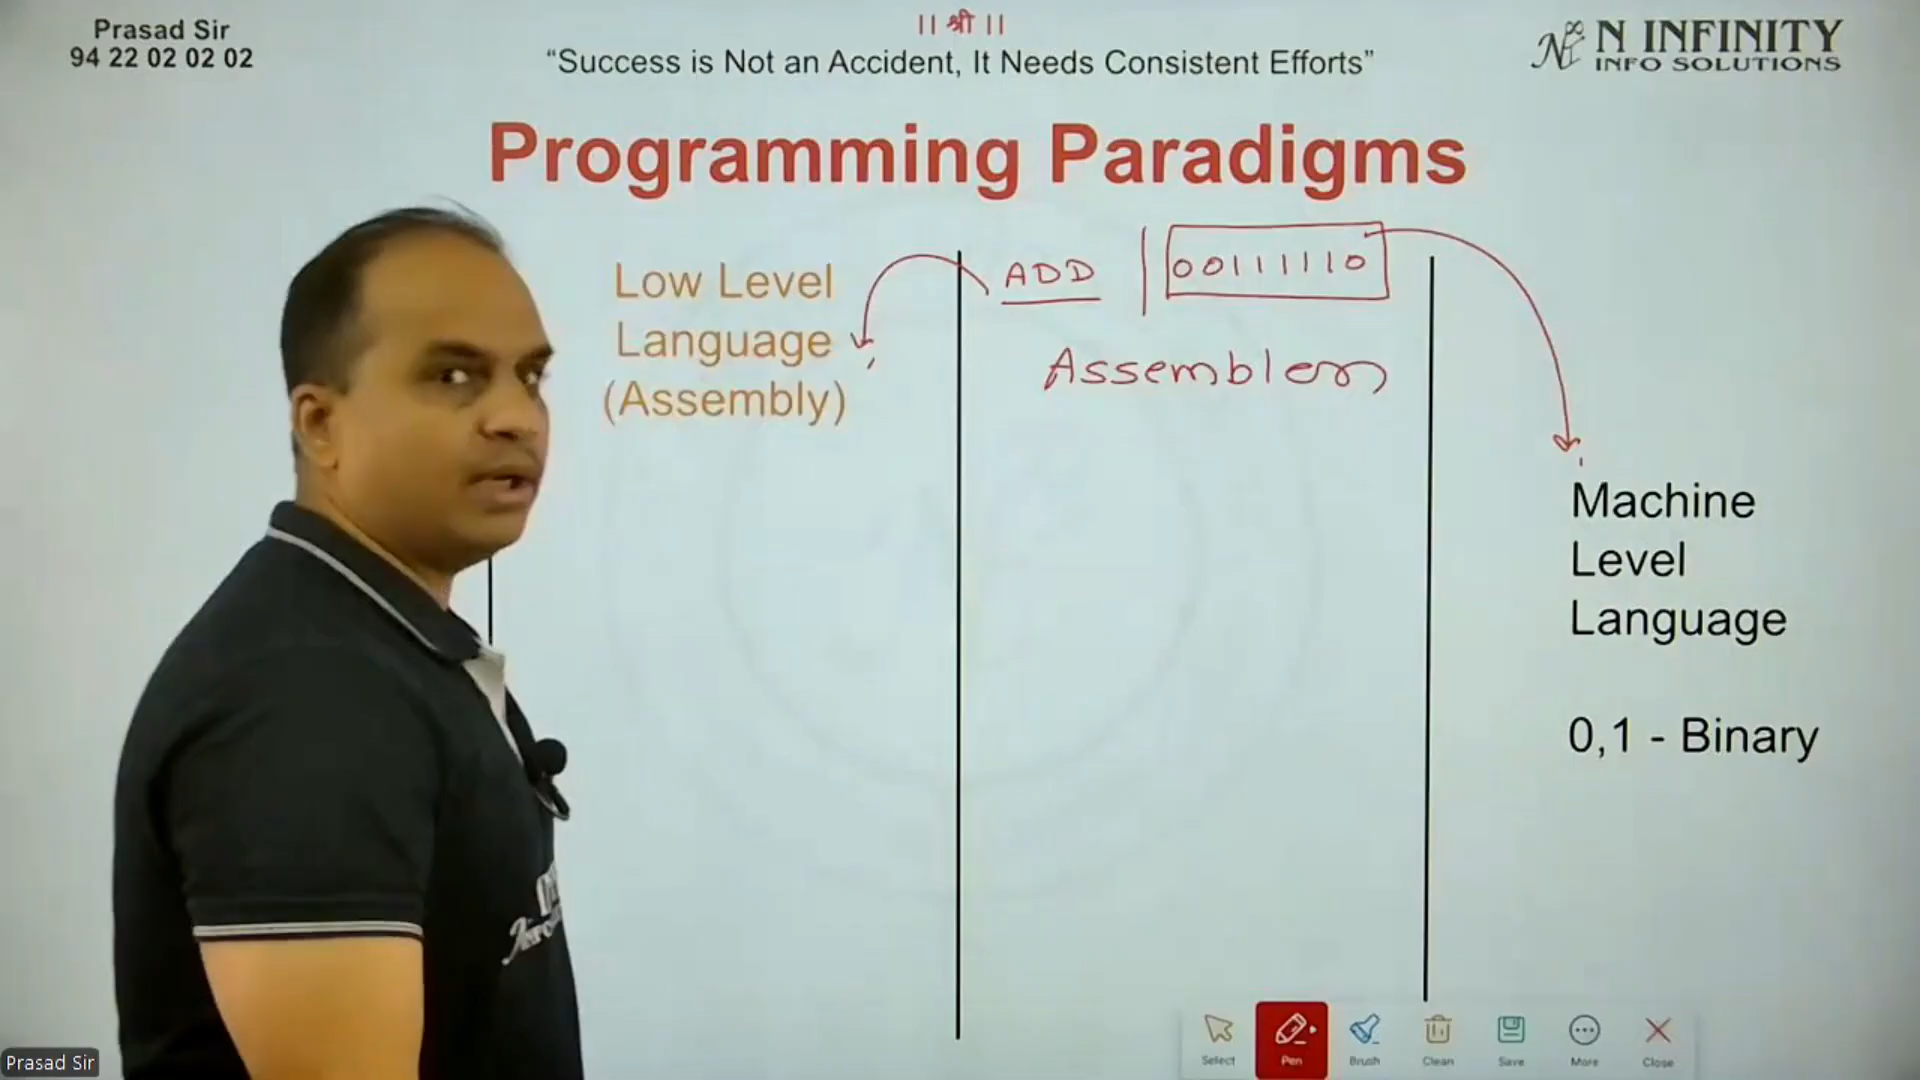 Prasad Sir
94 22 02 02 02
|| श्री ||
“Success is Not an Accident, It Needs Consistent Efforts”
N INFINITY
INFO SOLUTIONS
Programming Paradigms
Low Level
Language
(Assembly)
ADD | 00111110
Assembler
Machine
Level
Language
0,1 - Binary
Select
Pen
Brush
Clean
Save
More
Close
Prasad Sir